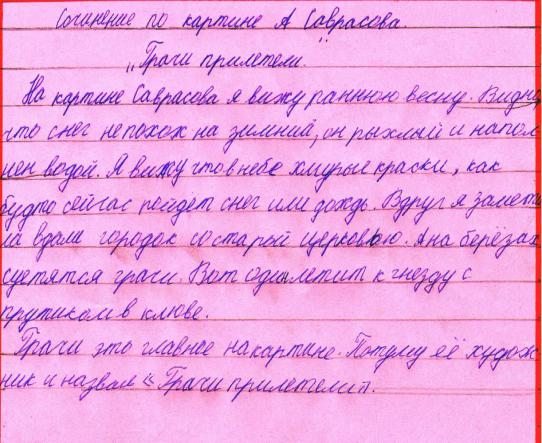 Сочинение по картине А Саврасова.
„Грачи прилетели."
На картине Саврасова я вижу раннюю весну. Видно,
что снег не похож на зимний, он рыхлый и напол
нен водой. Я вижу что в небе хмурые краски, как
будто сейчас пойдёт снег или дождь. Вдруг я замети
ла вдали городок со старой церковью. А на берёзах
суетятся грачи. Вот один летит к гнезду с
прутиком в клюве.
Грачи это главное на картине. Потому её худож
ник и назвал „Грачи прилетели".